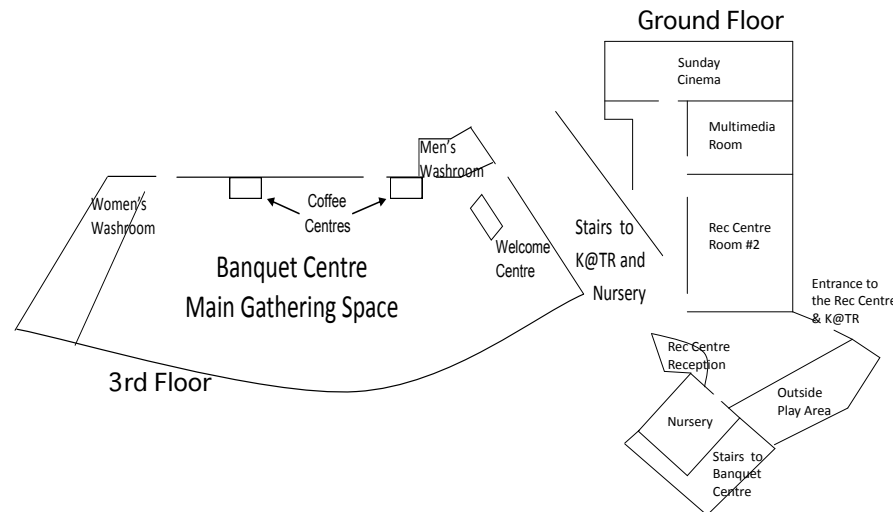 Ground Floor
Sunday
Cinema
Multimedia
Room
Men's
Washroom
Women's
Washroom
Coffee
Centres
Welcome
Centre
Stairs to
K@TR and
Nursery
Rec Centre
Room #2
Banquet Centre
Main Gathering Space
Entrance to
the Rec Centre
& K@TR
3rd Floor
Rec Centre
Reception
Outside
Play Area
Nursery
Stairs to
Banquet
Centre